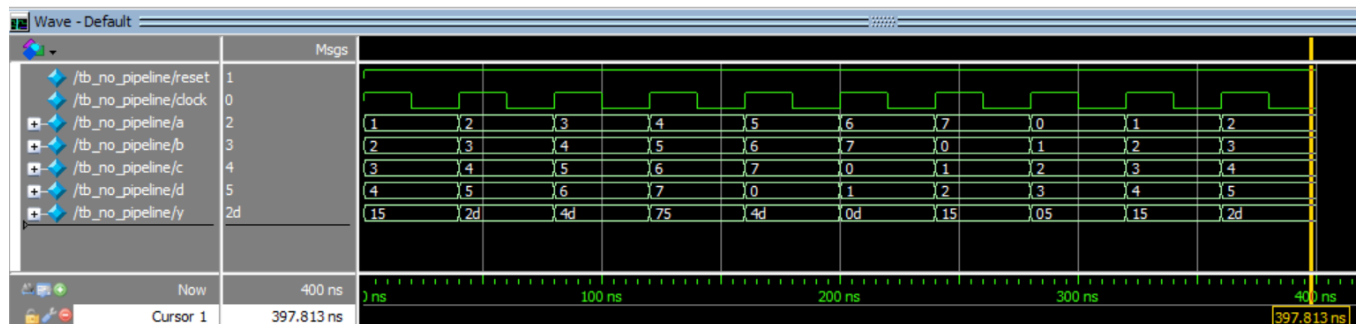 Wave - Default
Msgs
/tb_no_pipeline/reset 1
/tb_no_pipeline/clock 0
/tb_no_pipeline/a 2 1 2 3 4 5 6 7 0 1 2
/tb_no_pipeline/b 3 2 3 4 5 6 7 0 1 2 3
/tb_no_pipeline/c 4 3 4 5 6 7 0 1 2 3 4
/tb_no_pipeline/d 5 4 5 6 7 0 1 2 3 4 5
/tb_no_pipeline/y 2d 15 2d 4d 75 4d 0d 15 05 15 2d
Now 400 ns 0 ns 100 ns 200 ns 300 ns 400 ns
Cursor 1 397.813 ns 397.813 ns